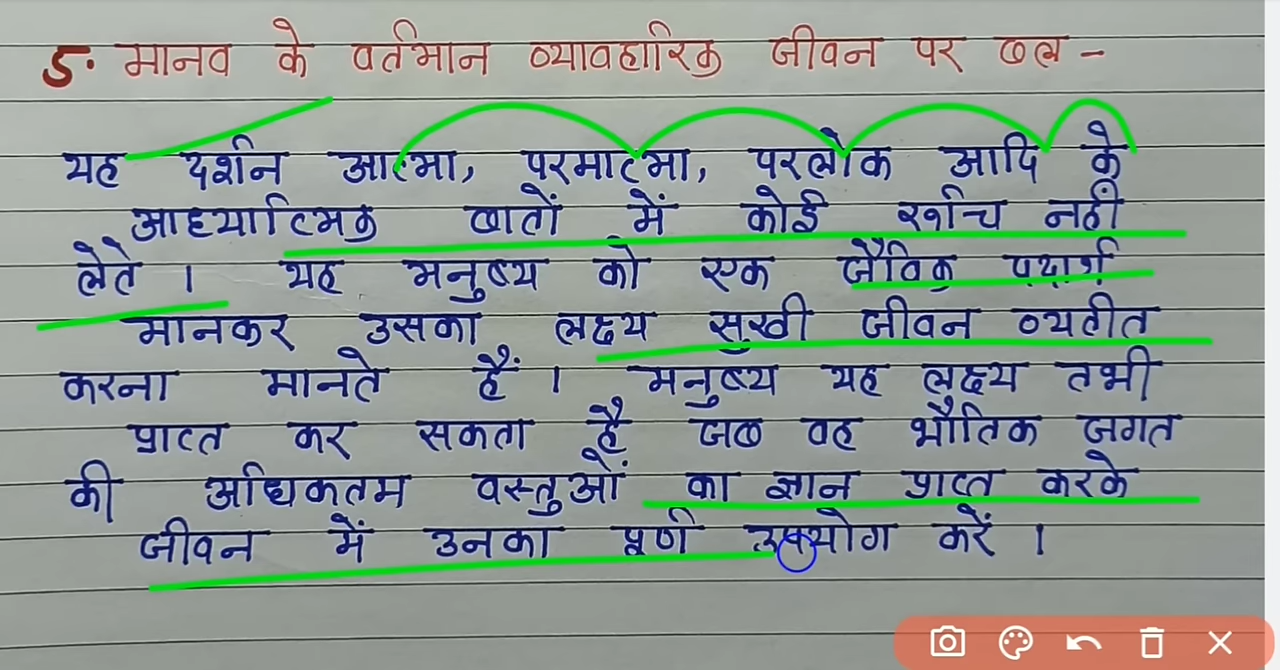 5. मानव के वर्तमान व्यावहारिक जीवन पर बल -
यह दर्शन आत्मा, परमात्मा, परलोक आदि के
आध्यात्मिक बातों में कोई रूचि नहीं
लेते । यह मनुष्य को एक जैविक पदार्थ
मानकर उसका लक्ष्य सुखी जीवन व्यतीत
करना मानते हैं । मनुष्य यह लक्ष्य तभी
प्राप्त कर सकता है जब वह भौतिक जगत
की अधिकतम वस्तुओं का ज्ञान प्राप्त करके
जीवन में उनका पूर्ण उपयोग करें ।